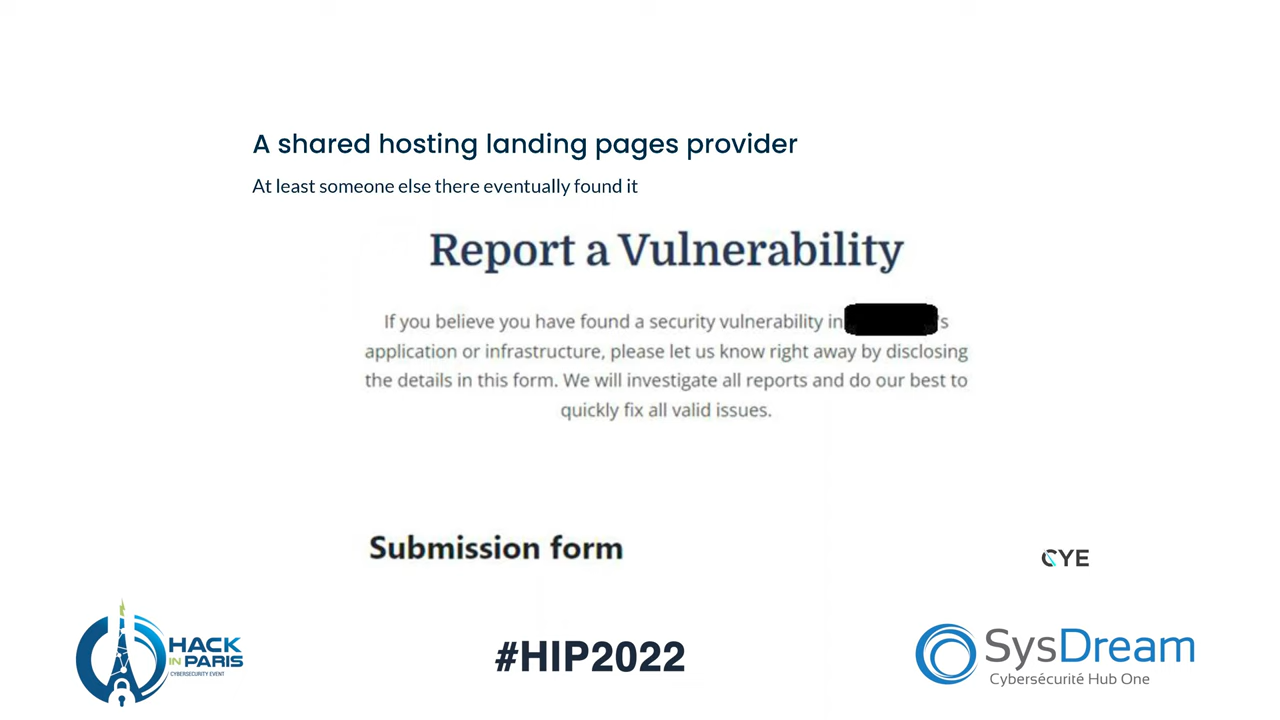 A shared hosting landing pages provider
At least someone else there eventually found it
Report a Vulnerability
If you believe you have found a security vulnerability in 's
application or infrastructure, please let us know right away by disclosing
the details in this form. We will investigate all reports and do our best to
quickly fix all valid issues.
Submission form
CYE
HACK
IN PARIS
CYBERSECURITY EVENT
#HIP2022
SysDream
Cybersécurité Hub One